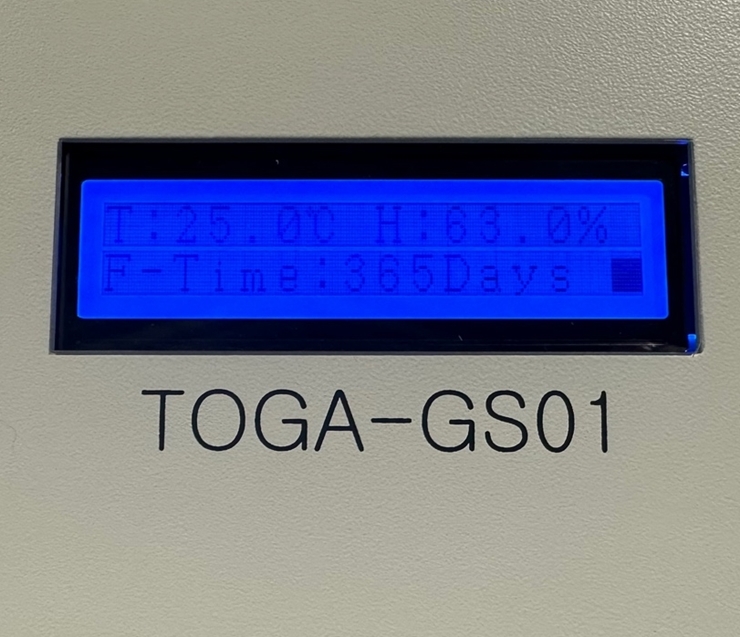 T:25.0℃ H:63.0%
F-Time:365Days
TOGA-GS01